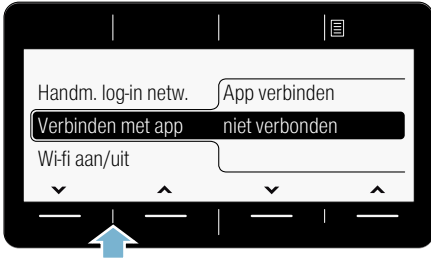 Handm. log-in netw. App verbinden
Verbinden met app niet verbonden
Wi-fi aan/uit